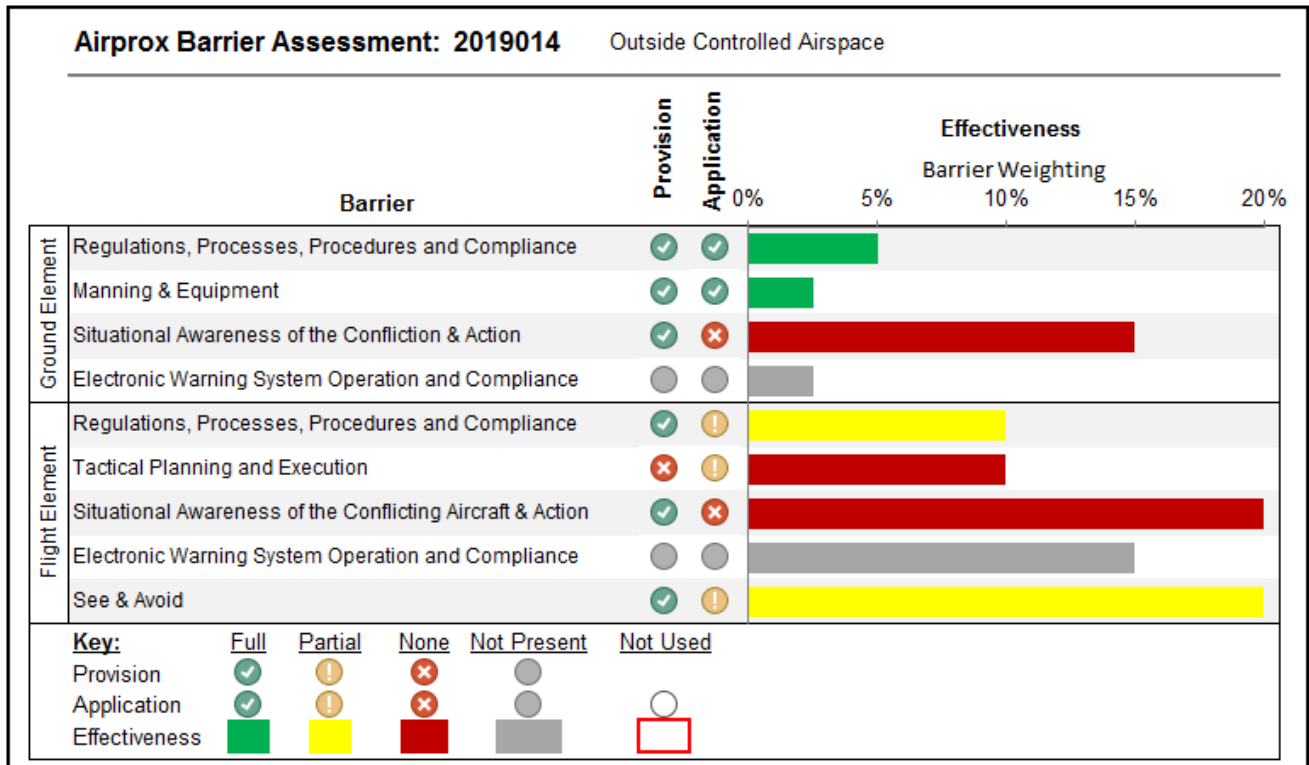 Airprox Barrier Assessment: 2019014 Outside Controlled Airspace
Provision
Application
Effectiveness
Barrier Weighting
Barrier
0% 5% 10% 15% 20%
Ground Element
Regulations, Processes, Procedures and Compliance
Manning & Equipment
Situational Awareness of the Confliction & Action
Electronic Warning System Operation and Compliance
Flight Element
Regulations, Processes, Procedures and Compliance
Tactical Planning and Execution
Situational Awareness of the Conflicting Aircraft & Action
Electronic Warning System Operation and Compliance
See & Avoid
Key: Full Partial None Not Present Not Used
Provision
Application
Effectiveness